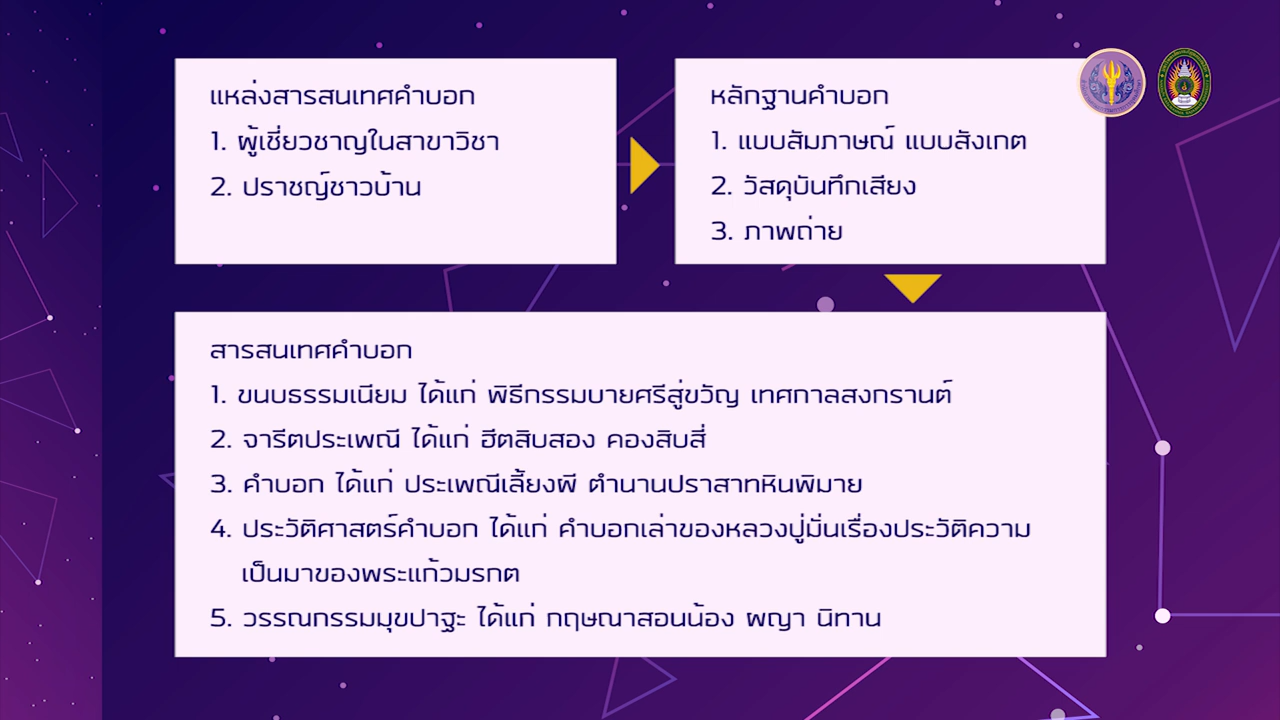 แหล่งสารสนเทศคำบอก
1. ผู้เชี่ยวชาญในสาขาวิชา
2. ปราชญ์ชาวบ้าน
หลักฐานคำบอก
1. แบบสัมภาษณ์ แบบสังเกต
2. วัสดุบันทึกเสียง
3. ภาพถ่าย
สารสนเทศคำบอก
1. ขนบธรรมเนียม ได้แก่ พิธีกรรมบายศรีสู่ขวัญ เทศกาลสงกรานต์
2. จารีตประเพณี ได้แก่ ฮีตสิบสอง คองสิบสี่
3. คำบอก ได้แก่ ประเพณีเลี้ยงผี ตำนานปราสาทหินพิมาย
4. ประวัติศาสตร์คำบอก ได้แก่ คำบอกเล่าของหลวงปู่มั่นเรื่องประวัติความ
เป็นมาของพระแก้วมรกต
5. วรรณกรรมมุขปาฐะ ได้แก่ กฤษณาสอนน้อง ผญา นิทาน